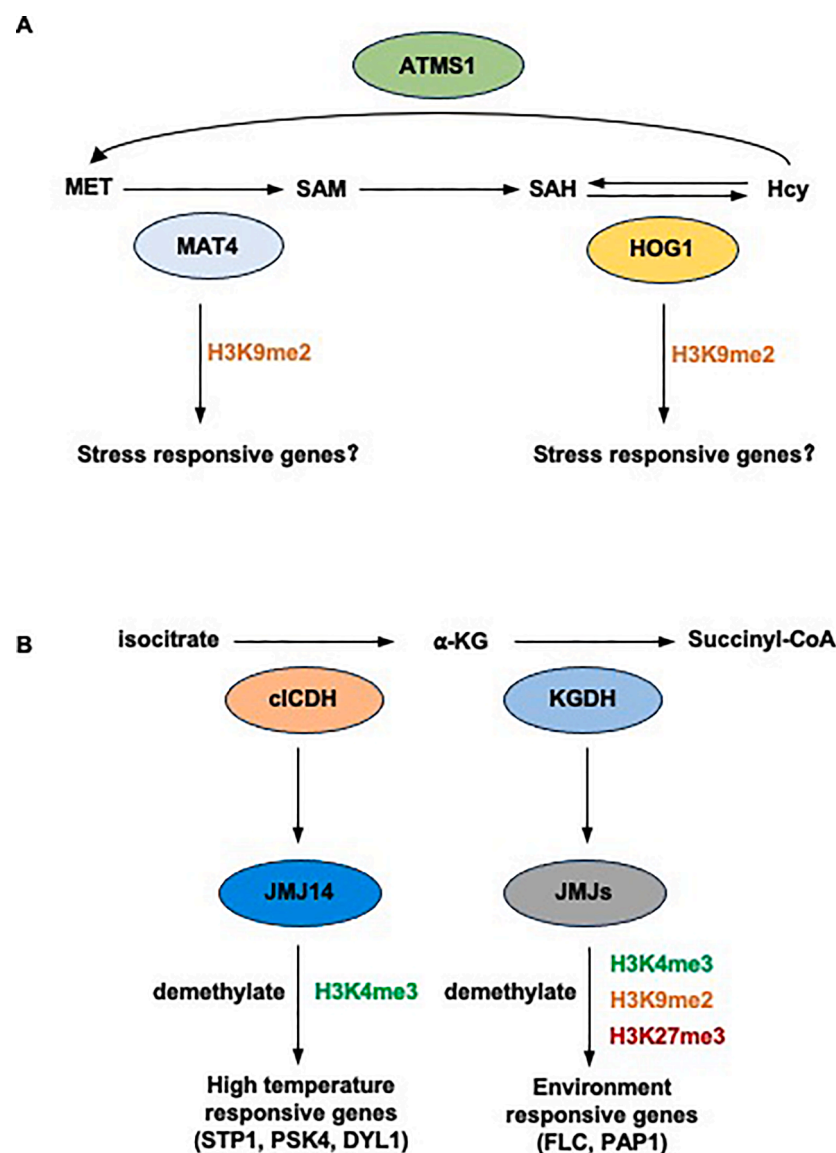 A
ATMS1
MET SAM SAH Hcy
MAT4 HOG1
H3K9me2 H3K9me2
Stress responsive genes? Stress responsive genes?
B
isocitrate α-KG Succinyl-CoA
cICDH KGDH
JMJ14 JMJs
demethylate H3K4me3 demethylate H3K4me3
H3K9me2
H3K27me3
High temperature
responsive genes
(STP1, PSK4, DYL1)
Environment
responsive genes
(FLC, PAP1)